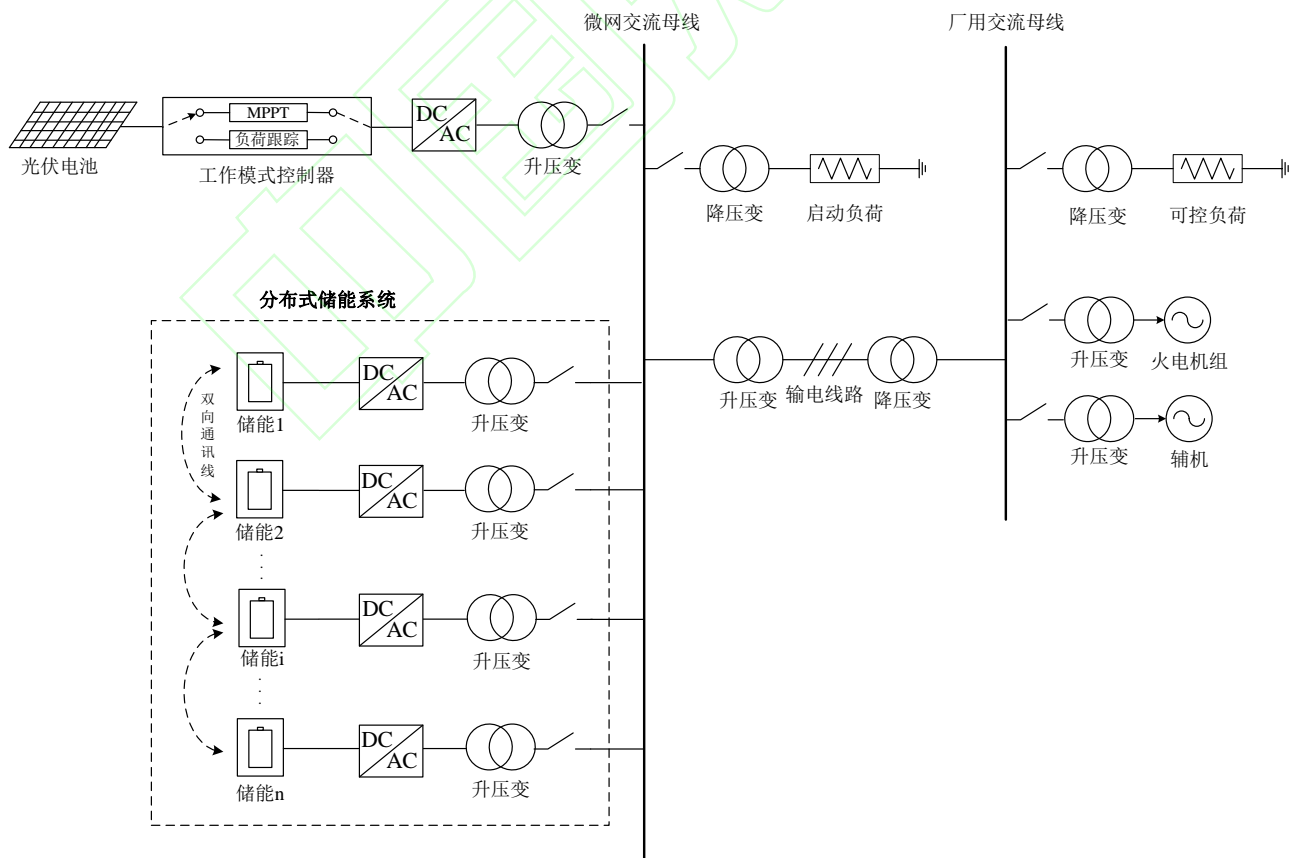 微网交流母线
厂用交流母线
MPPT
负荷跟踪
DC
AC
光伏电池
工作模式控制器
升压变
降压变
启动负荷
降压变
可控负荷
分布式储能系统
双向通讯线
储能1
DC
AC
升压变
储能2
DC
AC
升压变
储能i
DC
AC
升压变
储能n
DC
AC
升压变
升压变
输电线路
降压变
升压变
火电机组
升压变
辅机